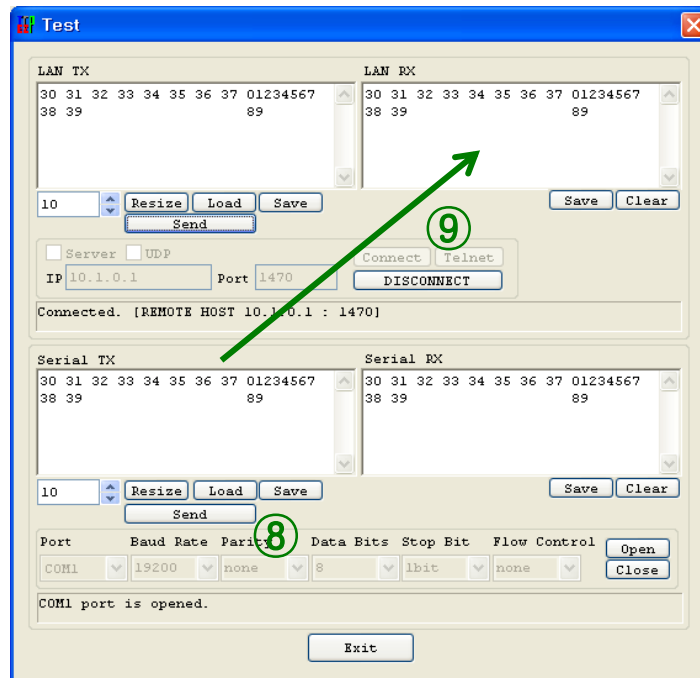 Test
LAN TX LAN RX
30 31 32 33 34 35 36 37 01234567 30 31 32 33 34 35 36 37 01234567
38 39 89 38 39 89
10 Resize Load Save Save Clear
Send
⑨
Server UDP Connect Telnet
IP 10.1.0.1 Port 1470 DISCONNECT
Connected. [REMOTE HOST 10.1.0.1 : 1470]
Serial TX Serial RX
30 31 32 33 34 35 36 37 01234567 30 31 32 33 34 35 36 37 01234567
38 39 89 38 39 89
10 Resize Load Save Save Clear
Send
⑧
Port Baud Rate Parity Data Bits Stop Bit Flow Control Open
COM1 19200 none 8 1bit none Close
COM1 port is opened.
Exit